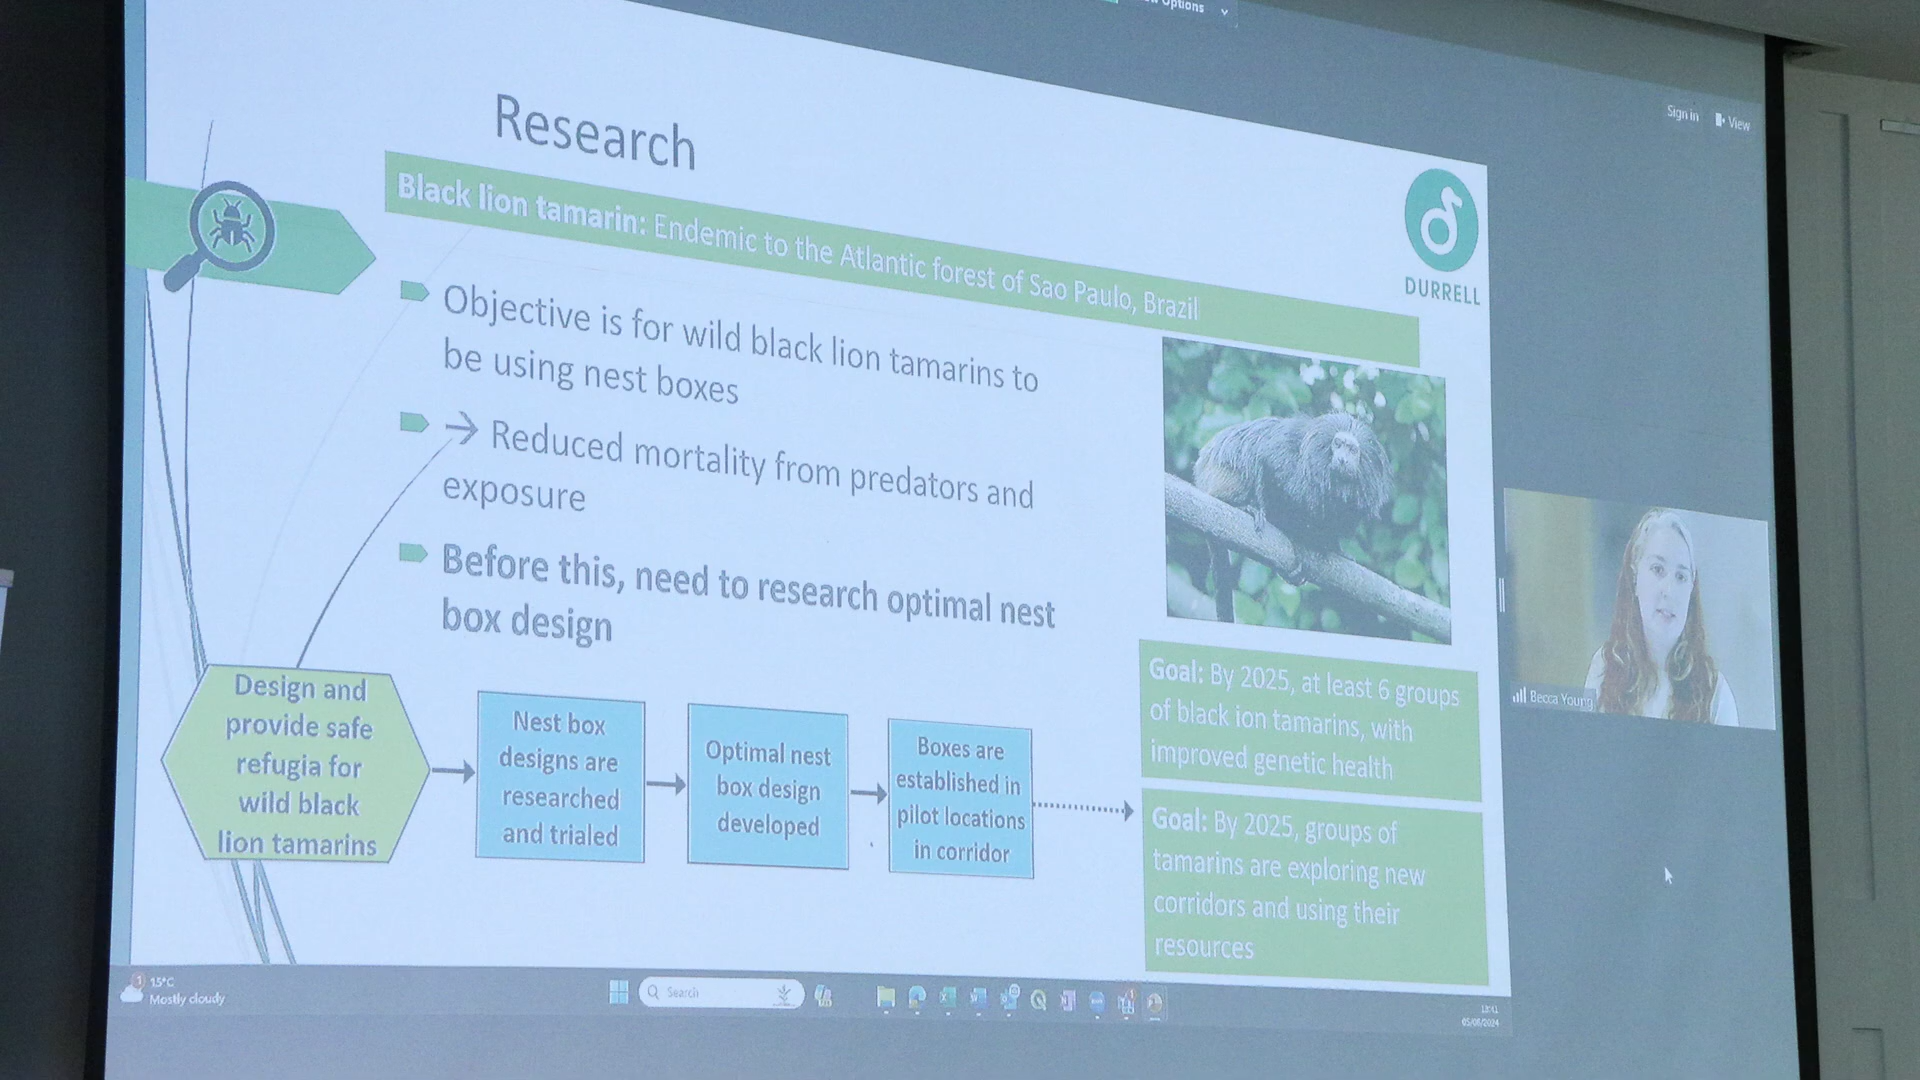 Options
Sign in
View
Research
DURRELL
Black lion tamarin: Endemic to the Atlantic forest of Sao Paulo, Brazil
Objective is for wild black lion tamarins to
be using nest boxes
→ Reduced mortality from predators and
exposure
Before this, need to research optimal nest
box design
Design and
provide safe
refugia for
wild black
lion tamarins
Nest box
designs are
researched
and trialed
Optimal nest
box design
developed
Boxes are
established in
pilot locations
in corridor
Goal: By 2025, at least 6 groups
of black ion tamarins, with
improved genetic health
Goal: By 2025, groups of
tamarins are exploring new
corridors and using their
resources
Becca Young
15°C
Mostly cloudy
Search
13:41
05/08/2024